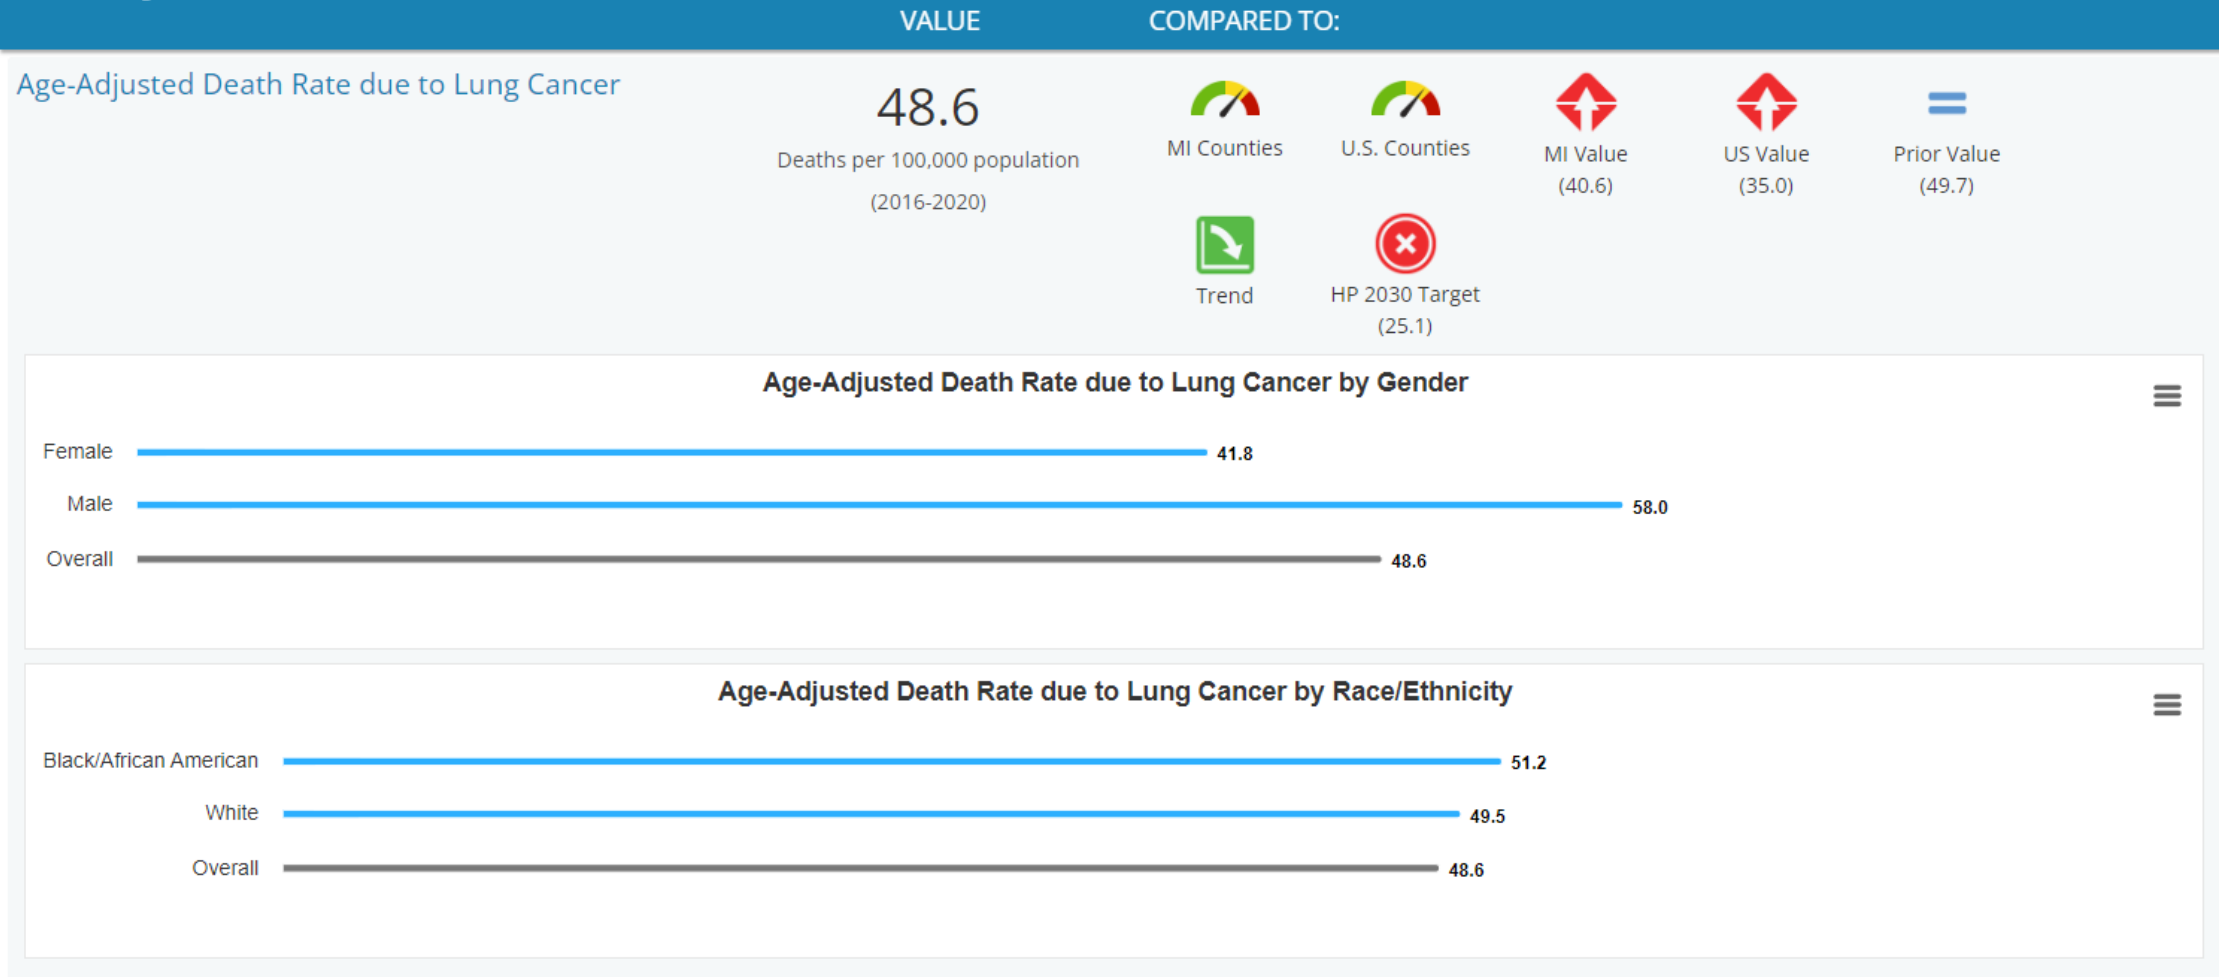 VALUE
COMPARED TO:
Age-Adjusted Death Rate due to Lung Cancer
48.6
Deaths per 100,000 population
(2016-2020)
MI Counties
U.S. Counties
MI Value
(40.6)
US Value
(35.0)
Prior Value
(49.7)
Trend
HP 2030 Target
(25.1)
Age-Adjusted Death Rate due to Lung Cancer by Gender
Female 41.8
Male 58.0
Overall 48.6
Age-Adjusted Death Rate due to Lung Cancer by Race/Ethnicity
Black/African American 51.2
White 49.5
Overall 48.6